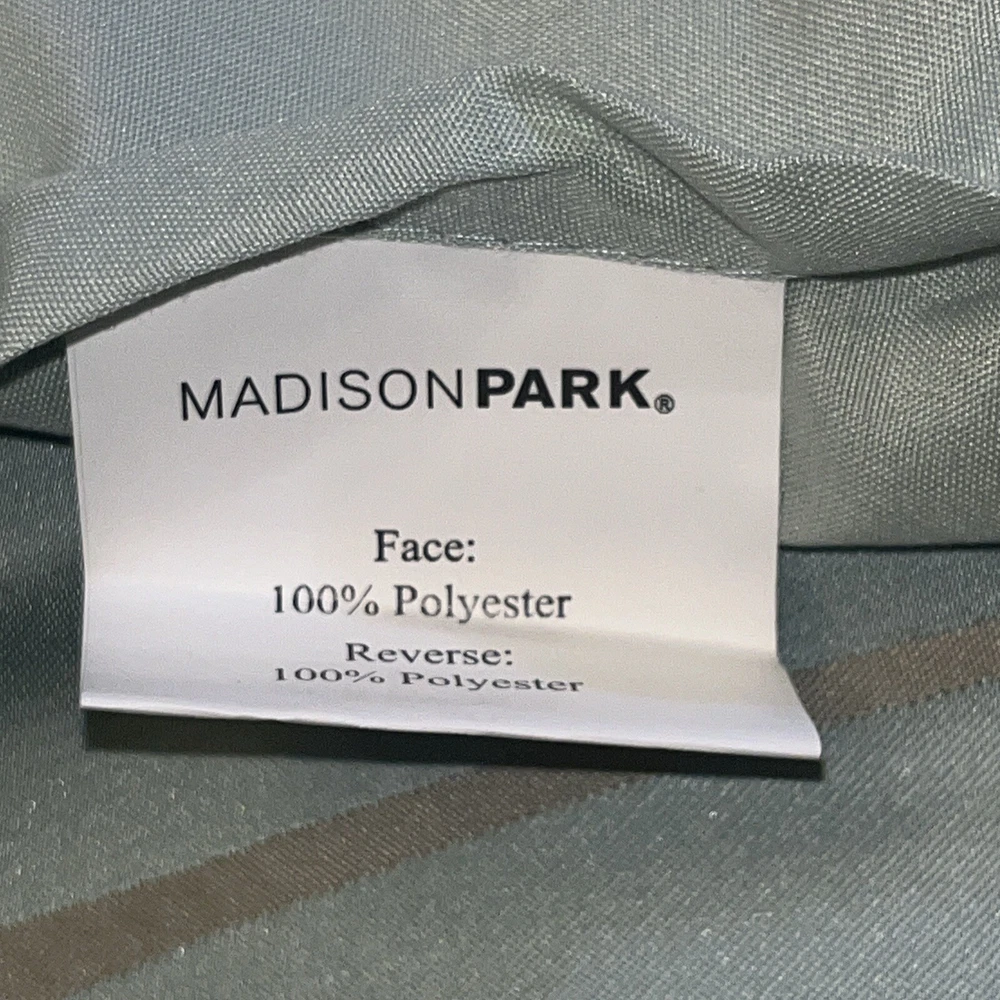 MADISONPARK®
Face:
100% Polyester
Reverse:
100% Polyester